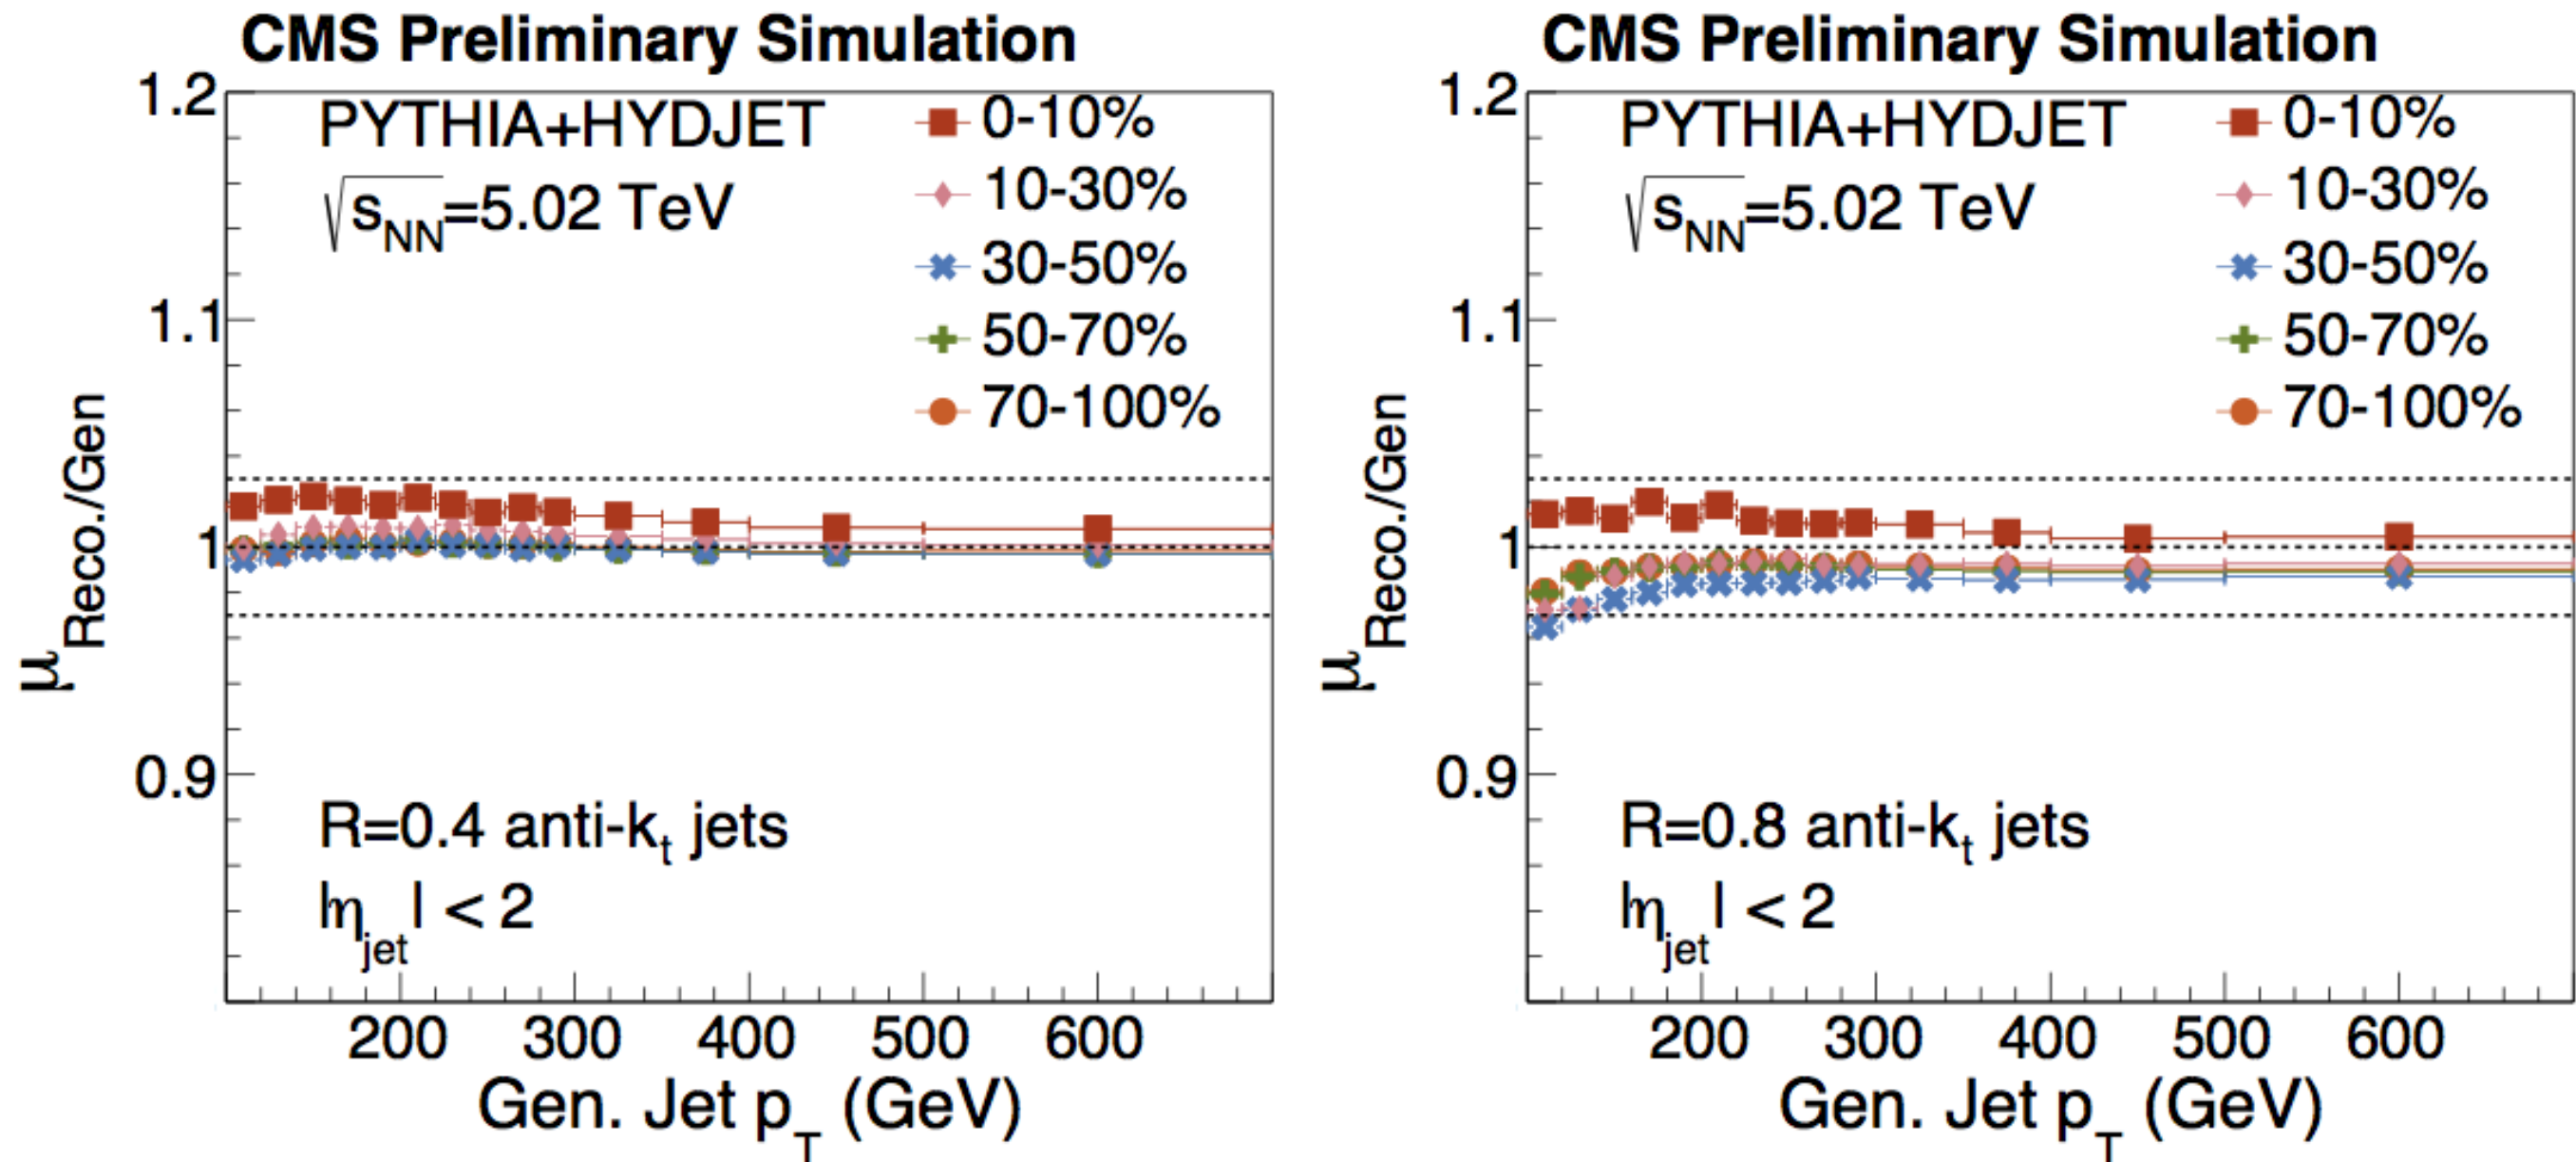 CMS Preliminary Simulation
1.2
PYTHIA+HYDJET
√sNN=5.02 TeV
0-10%
10-30%
30-50%
50-70%
70-100%
1.1
1
0.9
μReco./Gen
R=0.4 anti-kt jets
|ηjet| < 2
200 300 400 500 600
Gen. Jet pT (GeV)
CMS Preliminary Simulation
1.2
PYTHIA+HYDJET
√sNN=5.02 TeV
0-10%
10-30%
30-50%
50-70%
70-100%
1.1
1
0.9
μReco./Gen
R=0.8 anti-kt jets
|ηjet| < 2
200 300 400 500 600
Gen. Jet pT (GeV)